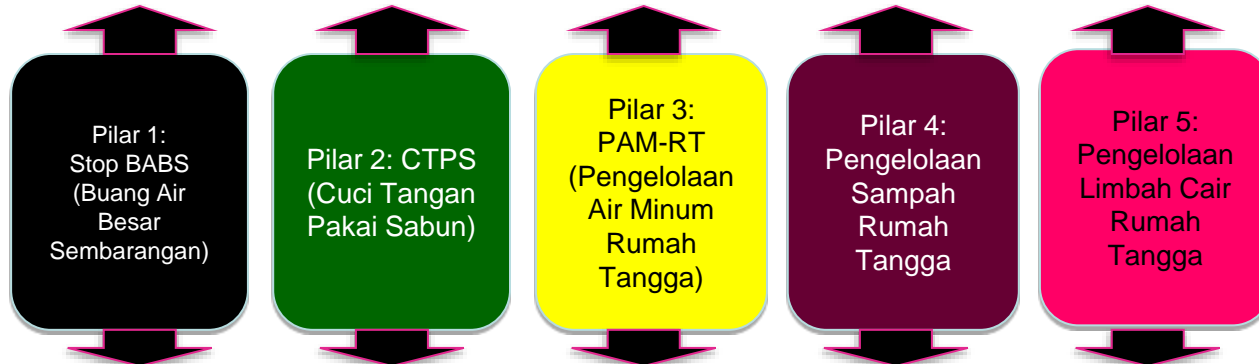 Pilar 1:
Stop BABS
(Buang Air
Besar
Sembarangan)
Pilar 2: CTPS
(Cuci Tangan
Pakai Sabun)
Pilar 3:
PAM-RT
(Pengelolaan
Air Minum
Rumah
Tangga)
Pilar 4:
Pengelolaan
Sampah
Rumah
Tangga
Pilar 5:
Pengelolaan
Limbah Cair
Rumah
Tangga